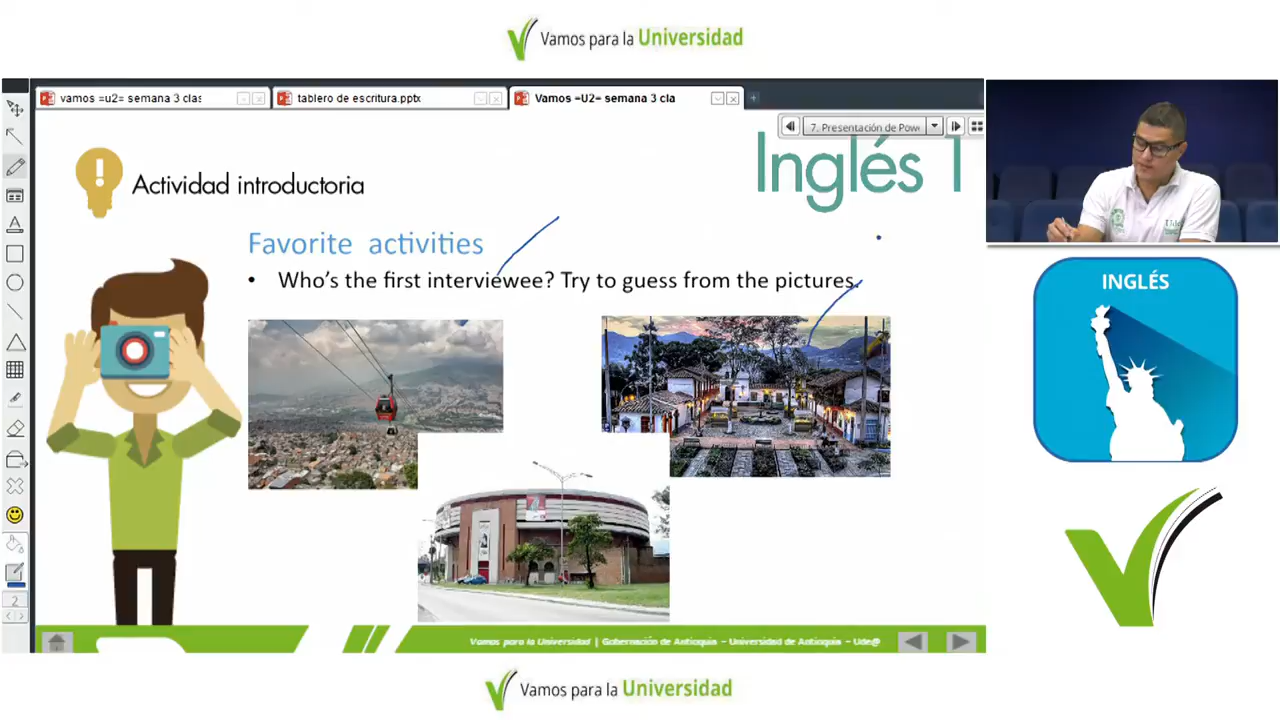 Vamos para la Universidad
vamos =u2= semana 3 clas
tablero de escritura.pptx
Vamos =U2= semana 3 cla
7. Presentación de Powe
Inglés 1
Actividad introductoria
Favorite activities
• Who's the first interviewee? Try to guess from the pictures.
INGLÉS
2
Vamos para la Universidad | Gobernación de Antioquia – Universidad de Antioquia – Ude@
Vamos para la Universidad